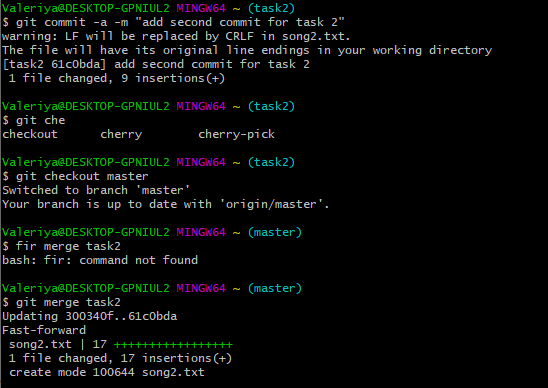 Valeriya@DESKTOP-GPNIUL2 MINGW64 ~ (task2)
$ git commit -a -m "add second commit for task 2"
warning: LF will be replaced by CRLF in song2.txt.
The file will have its original line endings in your working directory
[task2 61c0bda] add second commit for task 2
 1 file changed, 9 insertions(+)
Valeriya@DESKTOP-GPNIUL2 MINGW64 ~ (task2)
$ git che
checkout      cherry        cherry-pick
Valeriya@DESKTOP-GPNIUL2 MINGW64 ~ (task2)
$ git checkout master
Switched to branch 'master'
Your branch is up to date with 'origin/master'.
Valeriya@DESKTOP-GPNIUL2 MINGW64 ~ (master)
$ fir merge task2
bash: fir: command not found
Valeriya@DESKTOP-GPNIUL2 MINGW64 ~ (master)
$ git merge task2
Updating 300340f..61c0bda
Fast-forward
 song2.txt | 17 +++++++++++++++++
 1 file changed, 17 insertions(+)
 create mode 100644 song2.txt